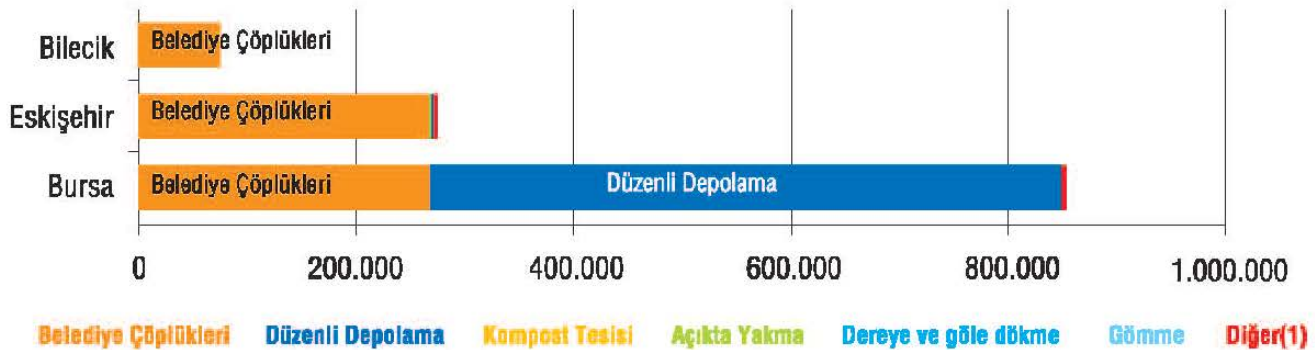 Bilecik Belediye Çöplükleri
Eskişehir Belediye Çöplükleri
Bursa Belediye Çöplükleri Düzenli Depolama
0 200.000 400.000 600.000 800.000 1.000.000
Belediye Çöplükleri Düzenli Depolama Kompost Tesisi Açıkta Yakma Dereye ve göle dökme Gömme Diğer(1)